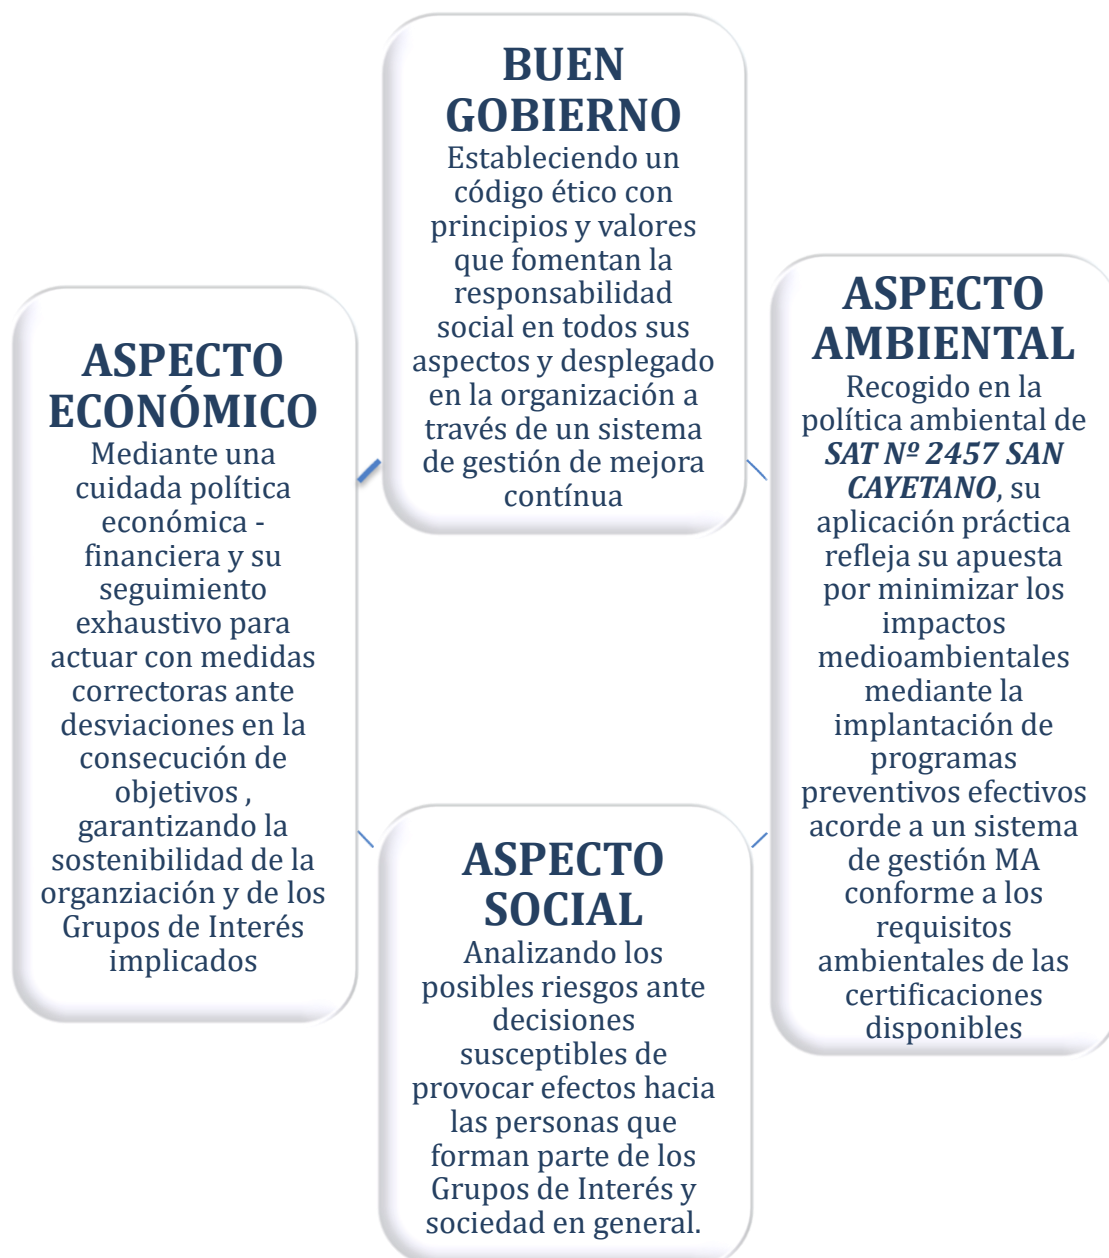 BUEN
GOBIERNO
Estableciendo un
código ético con
principios y valores
que fomentan la
responsabilidad
social en todos sus
aspectos y desplegado
en la organización a
través de un sistema
de gestión de mejora
contínua
ASPECTO
ECONÓMICO
Mediante una
cuidada política
económica -
financiera y su
seguimiento
exhaustivo para
actuar con medidas
correctoras ante
desviaciones en la
consecución de
objetivos ,
garantizando la
sostenibilidad de la
organziación y de los
Grupos de Interés
implicados
ASPECTO
AMBIENTAL
Recogido en la
política ambiental de
SAT Nº 2457 SAN
CAYETANO, su
aplicación práctica
refleja su apuesta
por minimizar los
impactos
medioambientales
mediante la
implantación de
programas
preventivos efectivos
acorde a un sistema
de gestión MA
conforme a los
requisitos
ambientales de las
certificaciones
disponibles
ASPECTO
SOCIAL
Analizando los
posibles riesgos ante
decisiones
susceptibles de
provocar efectos hacia
las personas que
forman parte de los
Grupos de Interés y
sociedad en general.